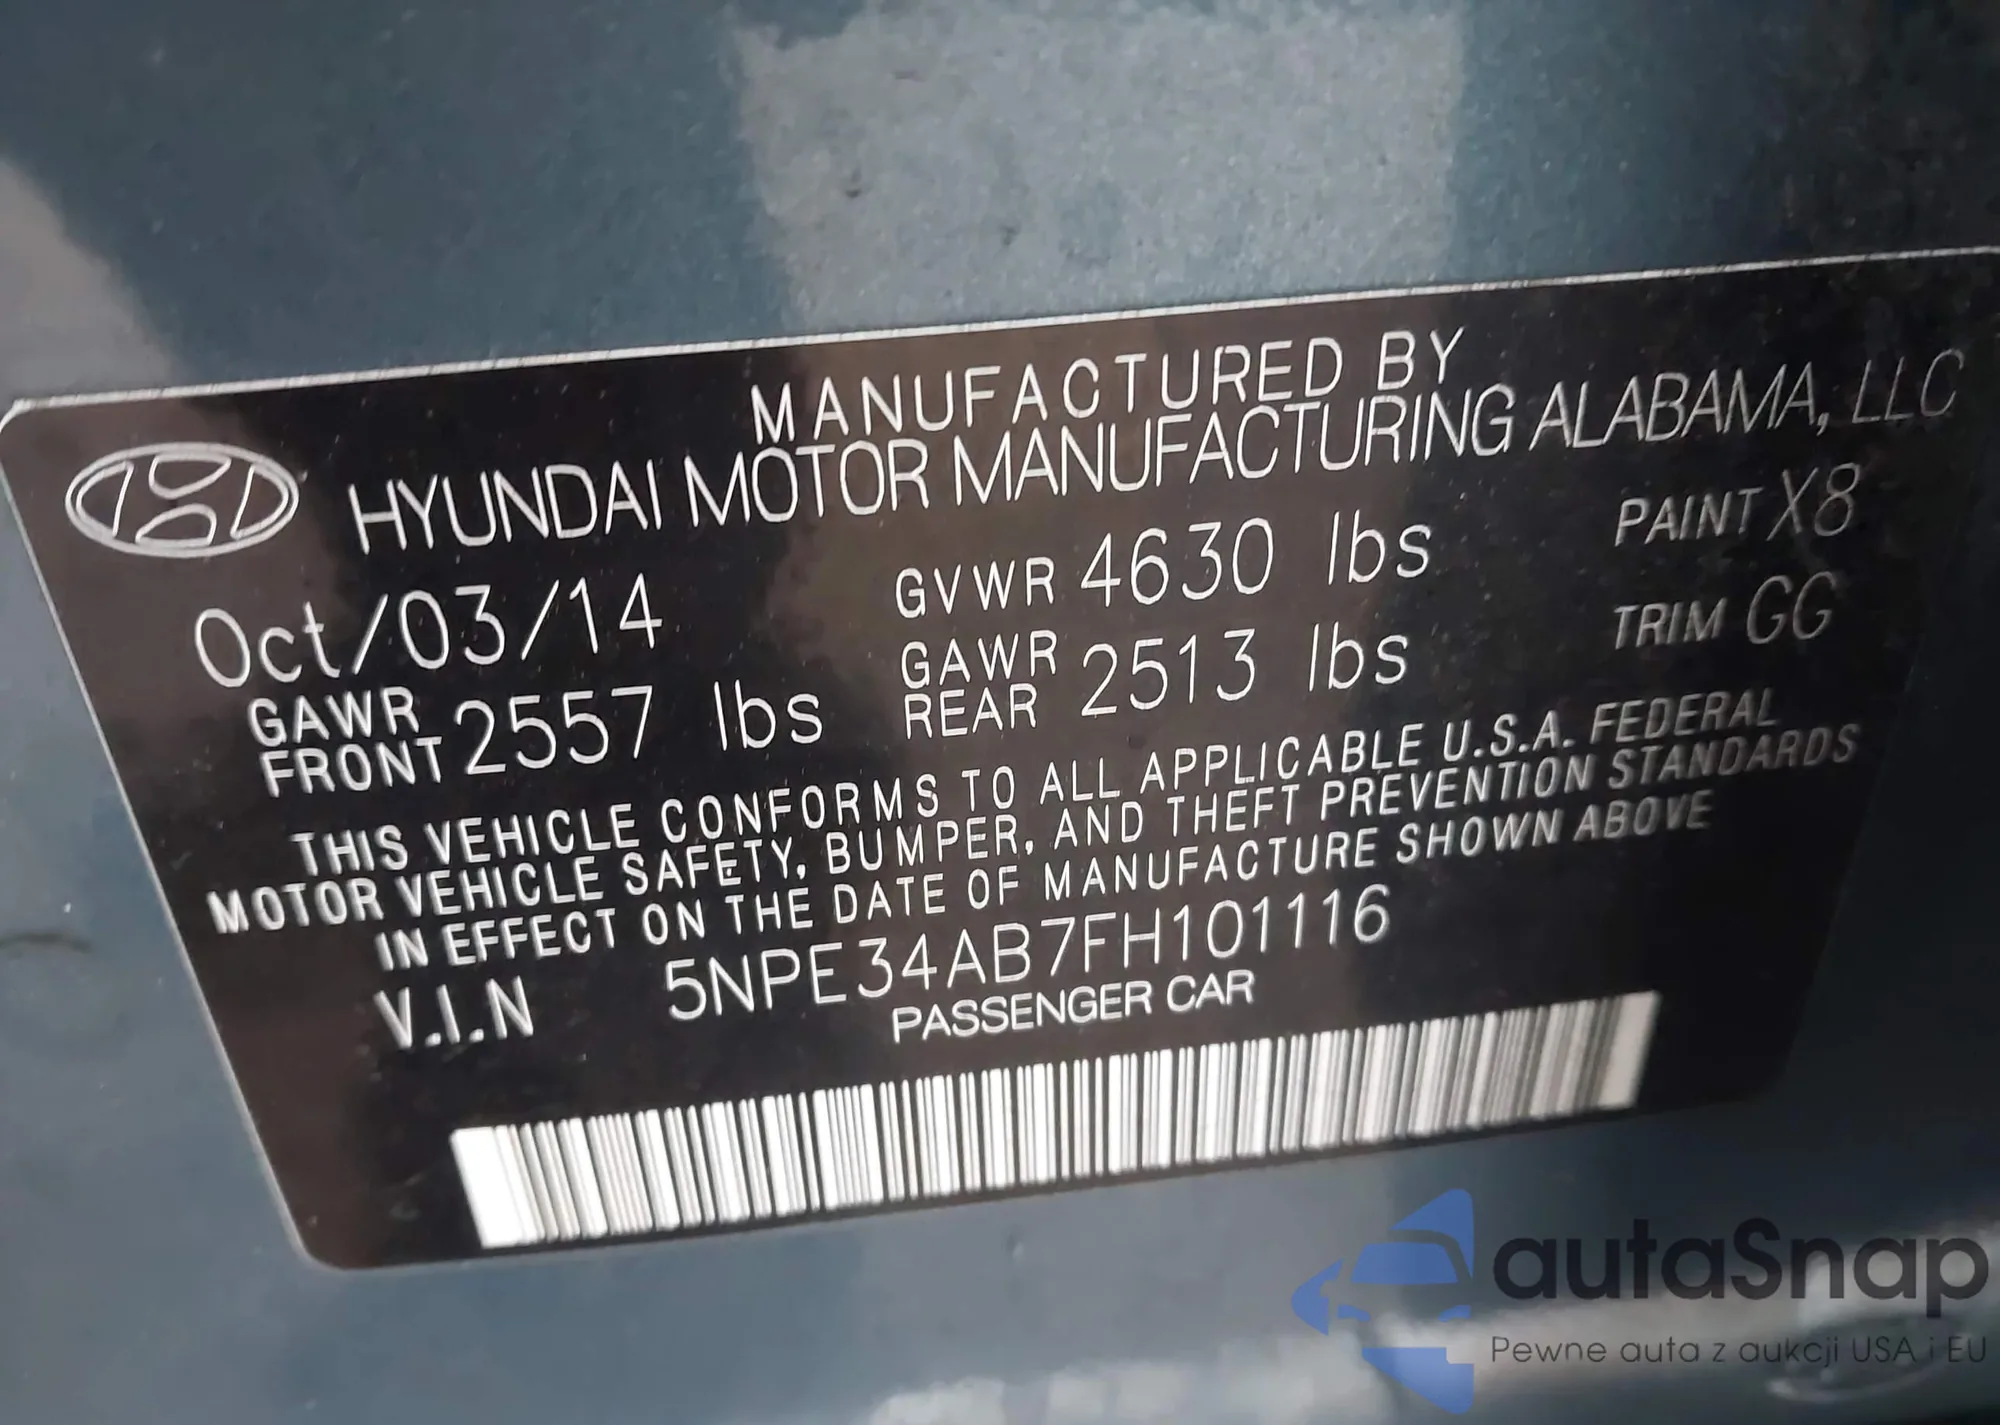 MANUFACTURED BY
HYUNDAI MOTOR MANUFACTURING ALABAMA, LLC
Oct/03/14 GVWR 4630 lbs PAINT X8
GAWR FRONT 2557 lbs GAWR REAR 2513 lbs TRIM GG
THIS VEHICLE CONFORMS TO ALL APPLICABLE U.S.A. FEDERAL
MOTOR VEHICLE SAFETY, BUMPER, AND THEFT PREVENTION STANDARDS
IN EFFECT ON THE DATE OF MANUFACTURE SHOWN ABOVE
V.I.N 5NPE34AB7FH101116
PASSENGER CAR
autaSnap
Pewne auta z aukcji USA i EU